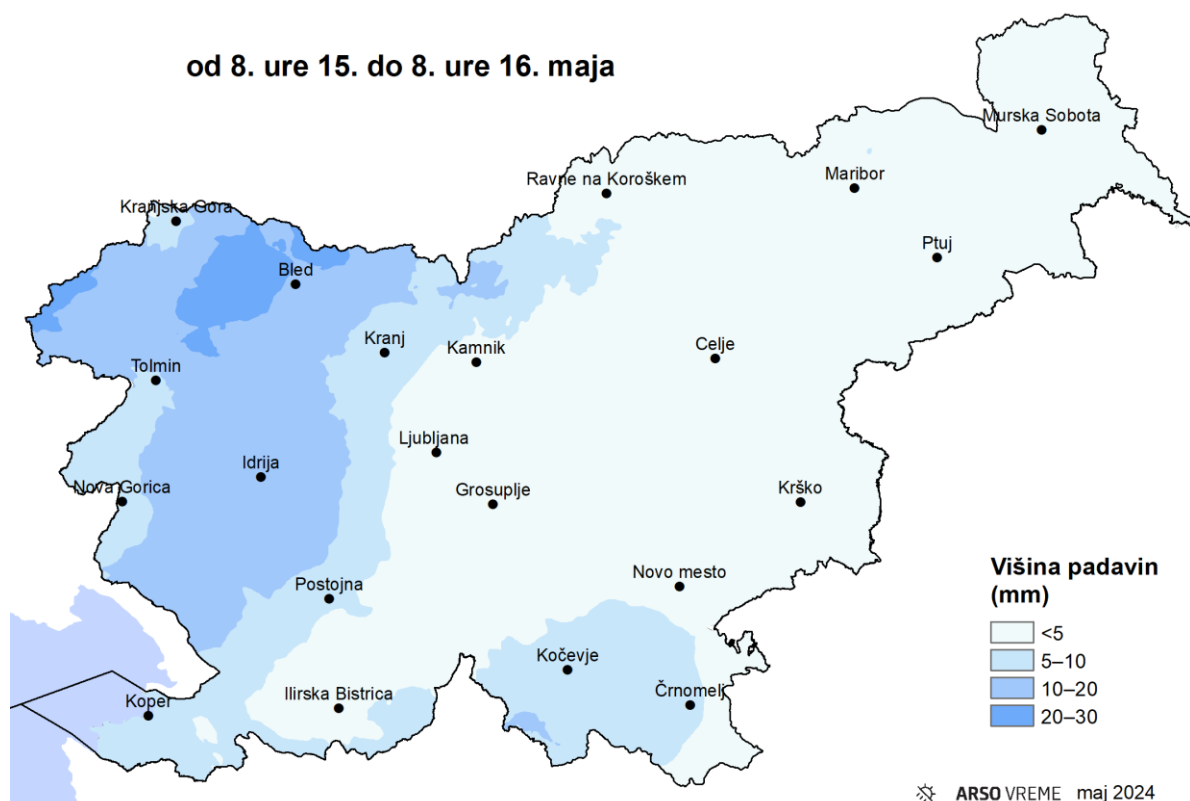 od 8. ure 15. do 8. ure 16. maja
Murska Sobota
Ravne na Koroškem
Maribor
Kranjska Gora
Ptuj
Bled
Kranj
Kamnik
Celje
Tolmin
Ljubljana
Idrija
Nova Gorica
Grosuplje
Krško
Postojna
Novo mesto
Kočevje
Ilirska Bistrica
Črnomelj
Koper
Višina padavin
(mm)
<5
5–10
10–20
20–30
ARSO VREME maj 2024